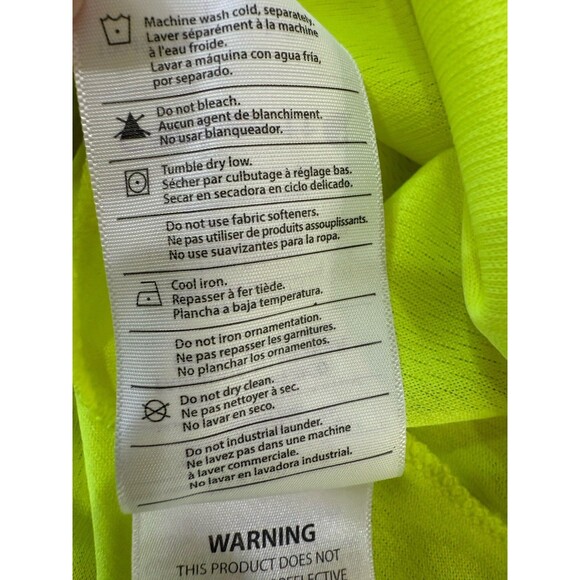 Machine wash cold, separately.
Laver séparément à la machine
à l'eau froide.
Lavar a máquina con agua fría,
por separado.
Do not bleach.
Aucun agent de blanchiment.
No usar blanqueador.
Tumble dry low.
Sécher par culbutage à réglage bas.
Secar en secadora en ciclo delicado.
Do not use fabric softeners.
Ne pas utiliser de produits assouplissants.
No use suavizantes para la ropa.
Cool iron.
Repasser à fer tiède.
Plancha a baja temperatura.
Do not iron ornamentation.
Ne pas repasser les garnitures.
No planchar los ornamentos.
Do not dry clean.
Ne pas nettoyer à sec.
No lavar en seco.
Do not industrial launder.
Ne lavez pas dans une machine
à laver commerciale.
No lavar en lavadora industrial.
WARNING
THIS PRODUCT DOES NOT